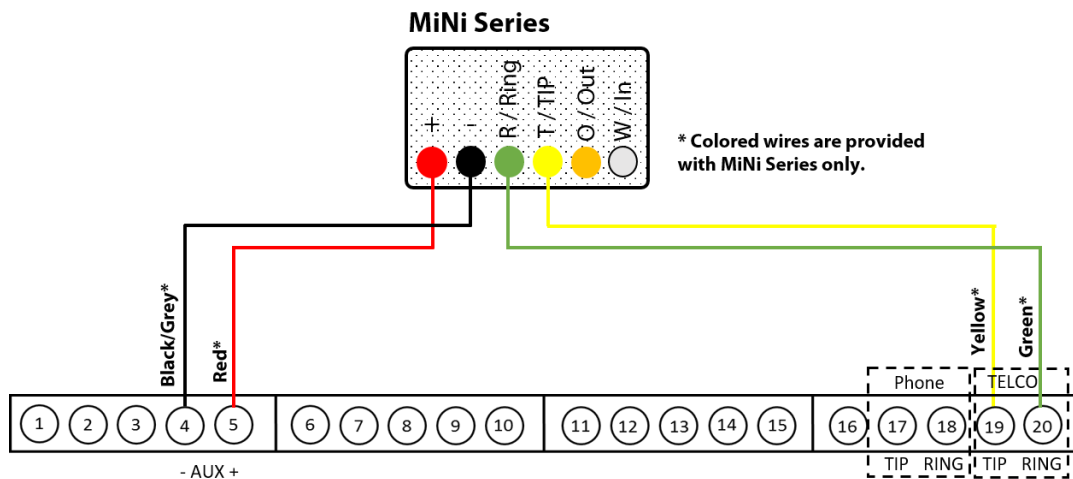 MiNi Series
+
-
R / Ring
T / TIP
O / Out
W / In
* Colored wires are provided
with MiNi Series only.
Black/Grey*
Red*
Yellow*
Green*
Phone
TELCO
1 2 3 4 5 6 7 8 9 10 11 12 13 14 15 16 17 18 19 20
- AUX +
TIP RING TIP RING